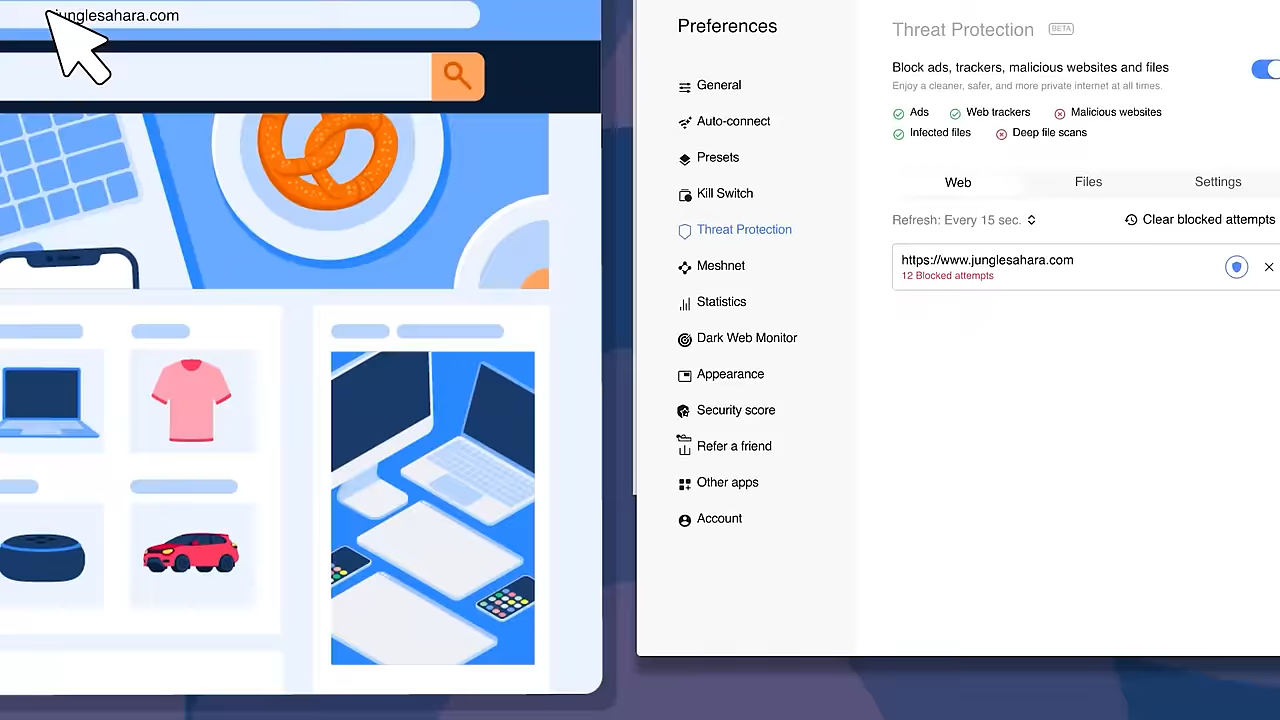 junglesahara.com
Preferences
General
Auto-connect
Presets
Kill Switch
Threat Protection
Meshnet
Statistics
Dark Web Monitor
Appearance
Security score
Refer a friend
Other apps
Account
Threat Protection BETA
Block ads, trackers, malicious websites and files
Enjoy a cleaner, safer, and more private internet at all times.
Ads Web trackers Malicious websites
Infected files Deep file scans
Web Files Settings
Refresh: Every 15 sec. Clear blocked attempts
https://www.junglesahara.com
12 Blocked attempts